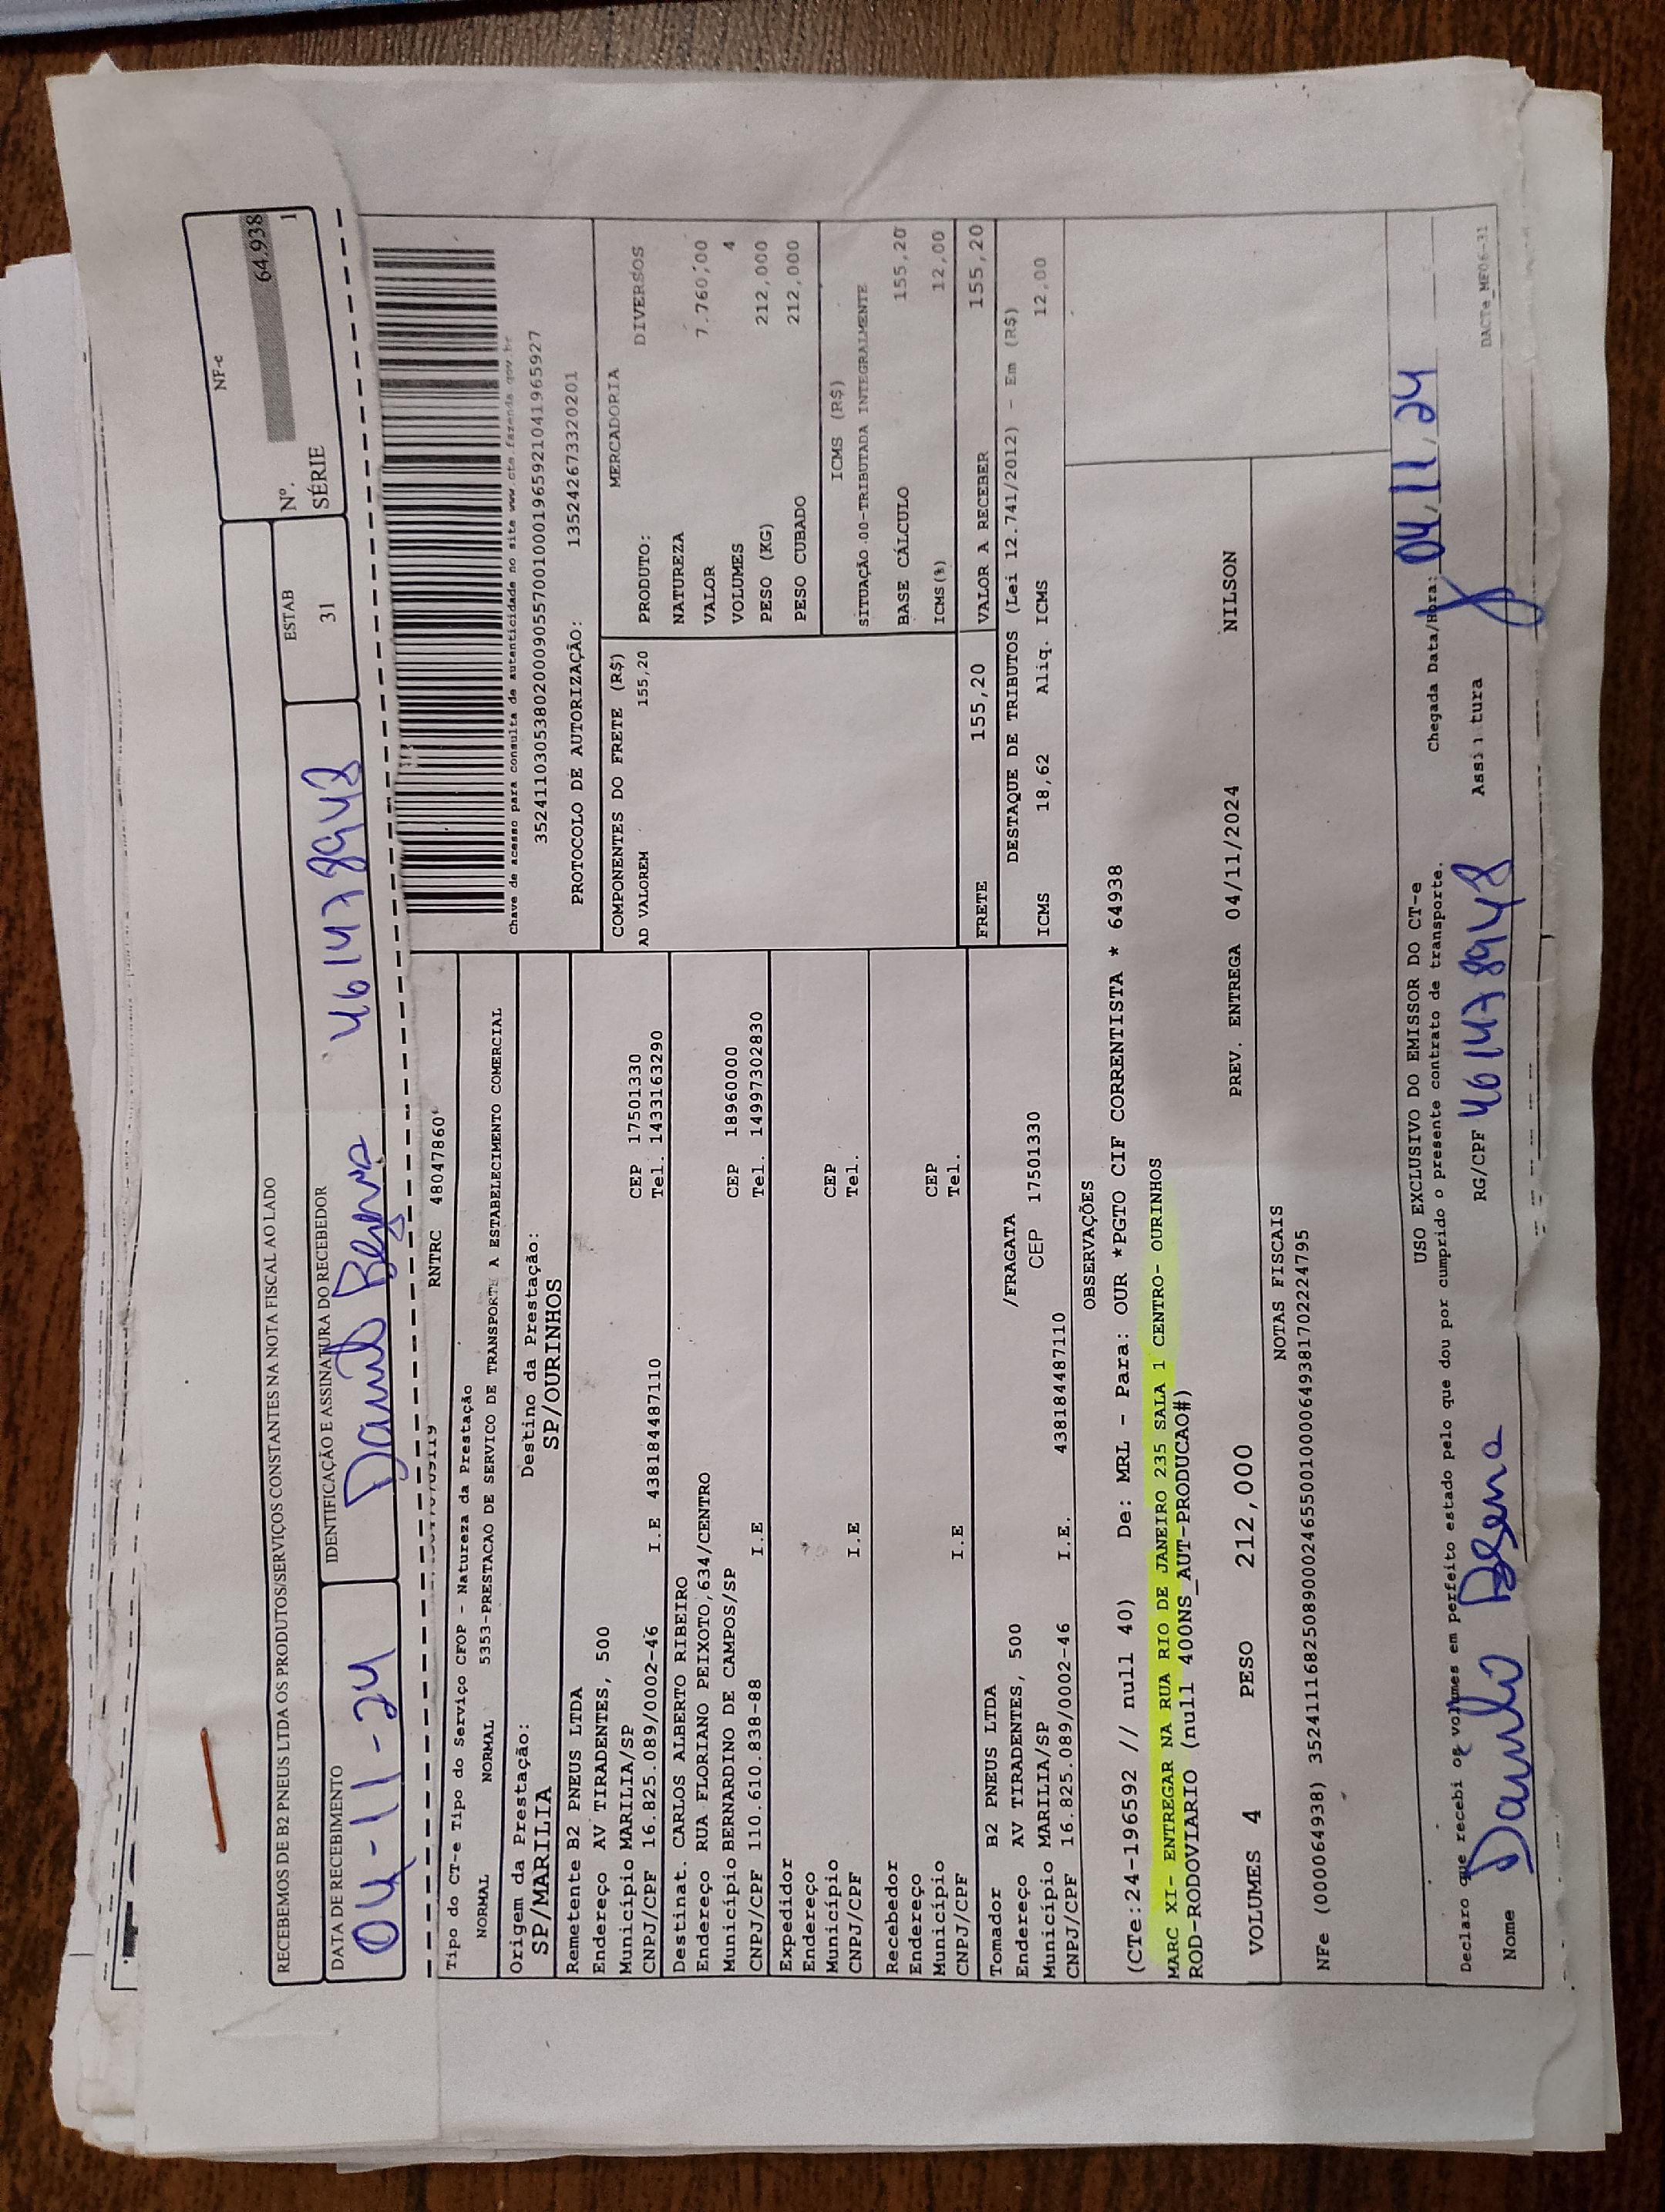 RECEBEMOS DE B2 PNEUS LTDA OS PRODUTOS/SERVIÇOS CONSTANTES NA NOTA FISCAL AO LADO
NF-e
DATA DE RECEBIMENTO
04-11-24
IDENTIFICAÇÃO E ASSINATURA DO RECEBEDOR
Danilo 461478948
ESTAB
31
Nº. 64.938
SÉRIE 1
RNTRC 48047860
Tipo do CT-e Tipo do Serviço CFOP - Natureza da Prestação
NORMAL NORMAL 5353-PRESTACAO DE SERVICO DE TRANSPORTE A ESTABELECIMENTO COMERCIAL
Chave de acesso para consulta de autenticidade no site www.cte.fazenda.gov.br
35241103053802000905570010001965921041965927
PROTOCOLO DE AUTORIZAÇÃO: 135242673320201
Origem da Prestação:
SP/MARILIA
Destino da Prestação:
SP/OURINHOS
Remetente B2 PNEUS LTDA
Endereço AV TIRADENTES, 500
Município MARILIA/SP CEP 17501330
CNPJ/CPF 16.825.089/0002-46 I.E 438184487110 Tel. 1433163290
Destinat. CARLOS ALBERTO RIBEIRO
Endereço RUA FLORIANO PEIXOTO,634/CENTRO
Município BERNARDINO DE CAMPOS/SP CEP 18960000
CNPJ/CPF 110.610.838-88 I.E Tel. 14997302830
Expedidor
Endereço
Município CEP
CNPJ/CPF I.E Tel.
Recebedor
Endereço
Município CEP
CNPJ/CPF I.E Tel.
Tomador B2 PNEUS LTDA
Endereço AV TIRADENTES, 500 /FRAGATA
Município MARILIA/SP CEP 17501330
CNPJ/CPF 16.825.089/0002-46 I.E. 438184487110
COMPONENTES DO FRETE (R$)
AD VALOREM 155,20
MERCADORIA
PRODUTO: DIVERSOS
NATUREZA
VALOR 7.760,00
VOLUMES 4
PESO (KG) 212,000
PESO CUBADO 212,000
ICMS (R$)
SITUAÇÃO 00-TRIBUTADA INTEGRALMENTE
BASE CÁLCULO 155,20
ICMS(%) 12,00
FRETE 155,20 VALOR A RECEBER 155,20
DESTAQUE DE TRIBUTOS (Lei 12.741/2012) - Em (R$)
ICMS 18,62 Aliq. ICMS 12,00
OBSERVAÇÕES
(CTe:24-196592 // null 40) De: MRL - Para: OUR *PGTO CIF CORRENTISTA * 64938
MARC XI- ENTREGAR NA RUA RIO DE JANEIRO 235 SALA 1 CENTRO- OURINHOS
ROD-RODOVIARIO (null 400NS_AUT-PRODUCAO#)
VOLUMES 4 PESO 212,000 PREV. ENTREGA 04/11/2024 NILSON
NOTAS FISCAIS
NFe (000064938) 35241116825089000246550010000649381702224795
USO EXCLUSIVO DO EMISSOR DO CT-e
Declaro que recebi os volumes em perfeito estado pelo que dou por cumprido o presente contrato de transporte.
Chegada Data/Hora: 04/11/24
Nome Danilo RG/CPF 461478948 Assinatura
DACTe_MF06-31